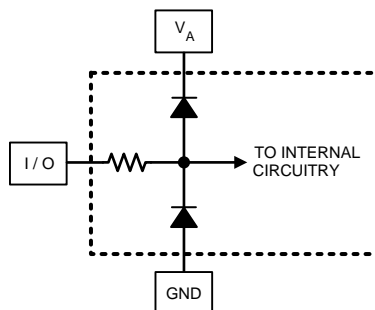 V_A
I / O
TO INTERNAL
CIRCUITRY
GND